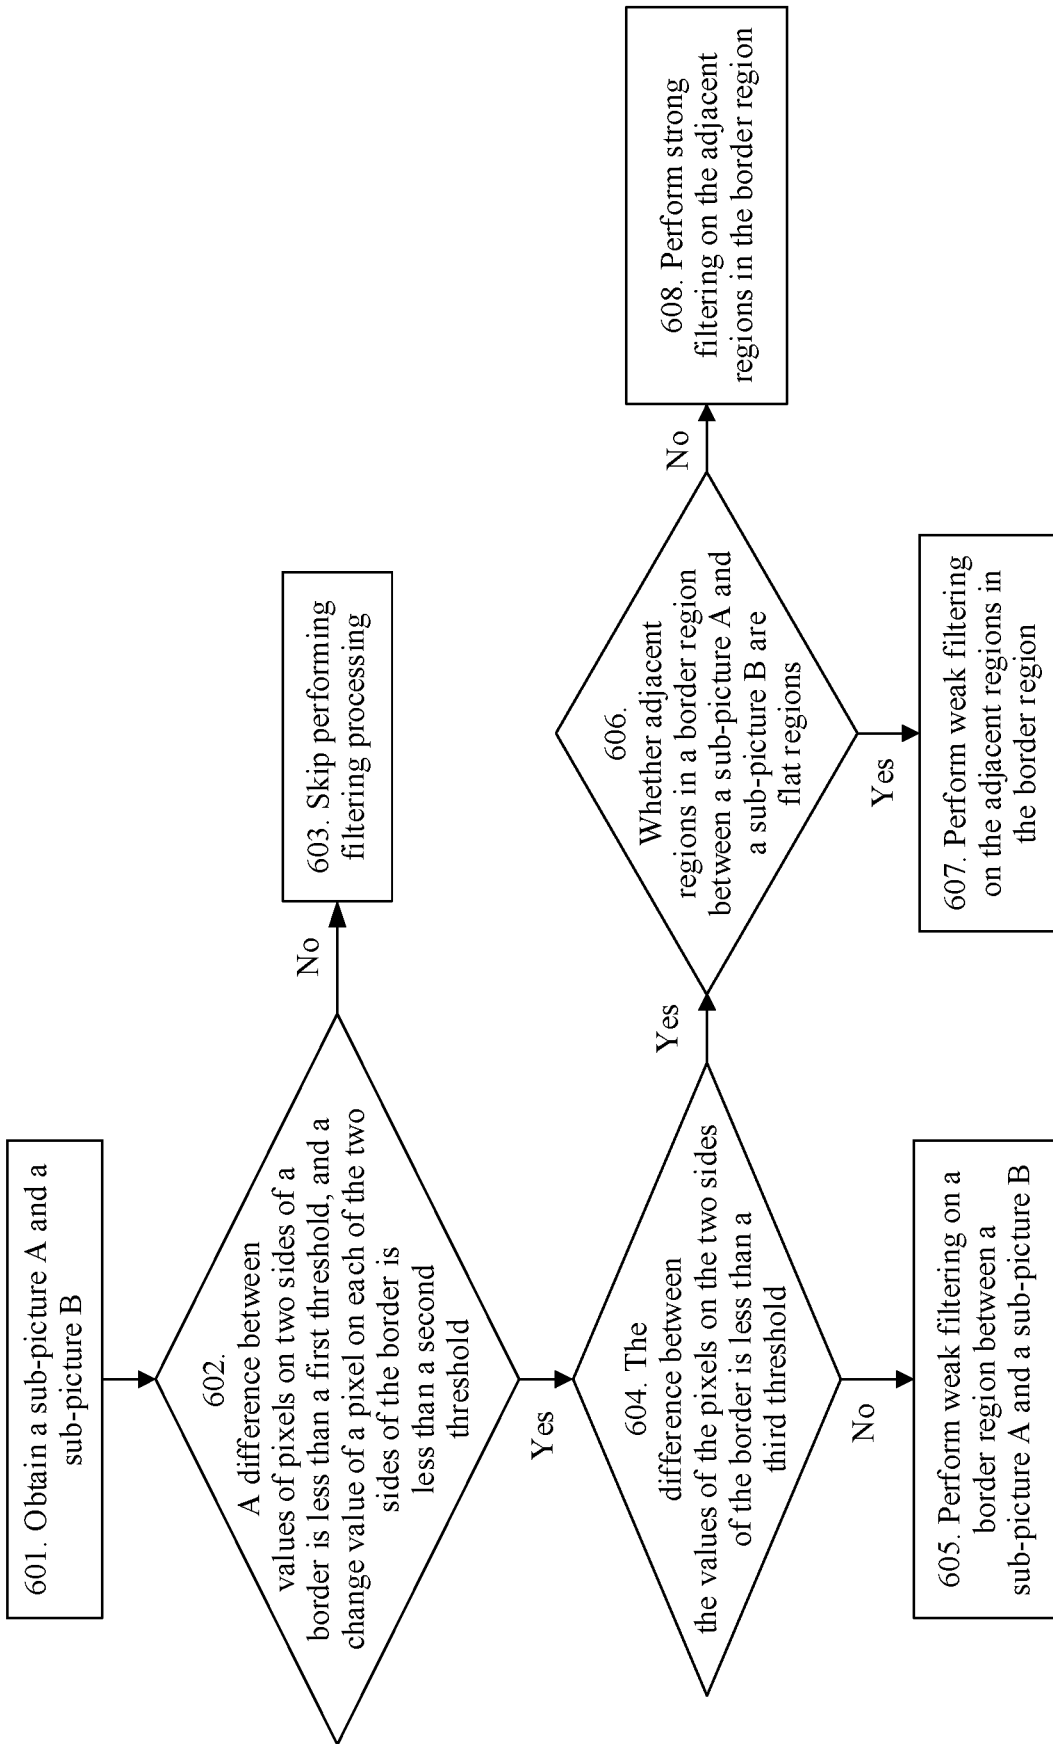 601. Obtain a sub-picture A and a
sub-picture B
602.
A difference between
values of pixels on two sides of a
border is less than a first threshold, and a
change value of a pixel on each of the two
sides of the border is
less than a second
threshold
No
603. Skip performing
filtering processing
Yes
604. The
difference between
the values of the pixels on the two sides
of the border is less than a
third threshold
No
605. Perform weak filtering on a
border region between a
sub-picture A and a sub-picture B
Yes
606.
Whether adjacent
regions in a border region
between a sub-picture A and
a sub-picture B are
flat regions
Yes
607. Perform weak filtering
on the adjacent regions in
the border region
No
608. Perform strong
filtering on the adjacent
regions in the border region